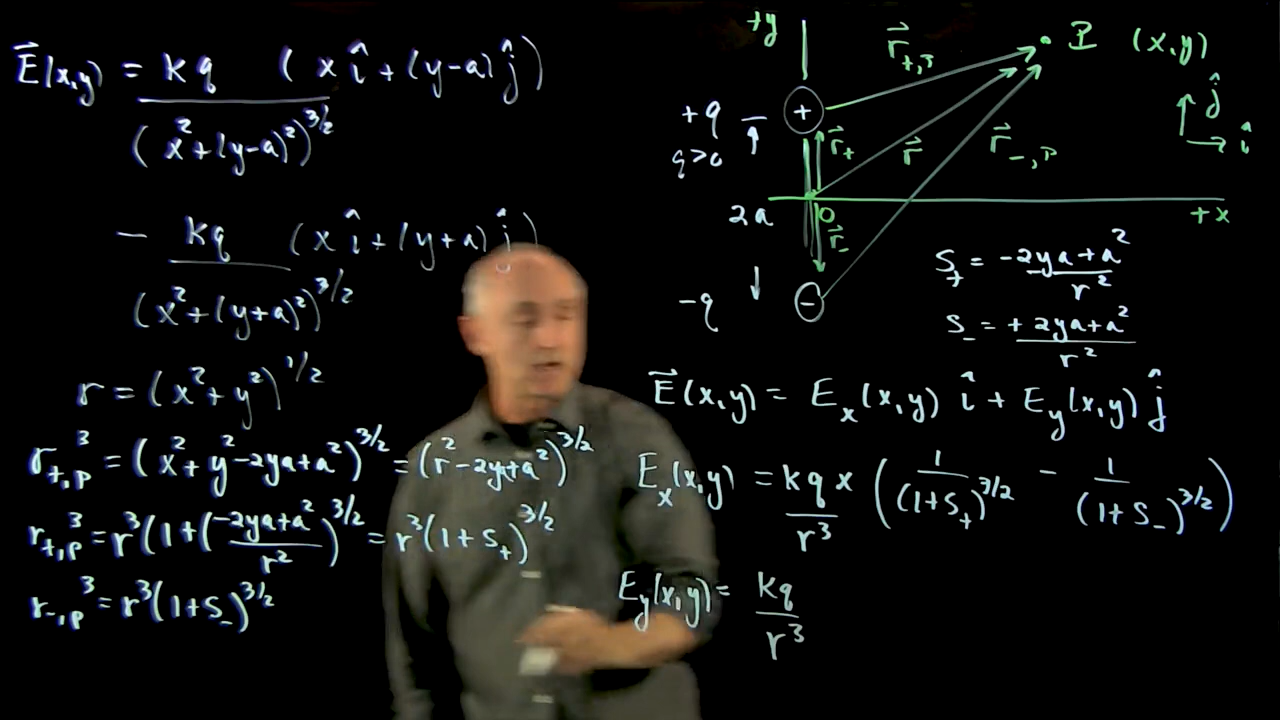 E⃗(x,y) = kq/(x²+(y-a)²)^3/2 (x î + (y-a) ĵ)
- kq/(x²+(y+a)²)^3/2 (x î + (y+a) ĵ)
r = (x²+y²)^1/2
r₊,P³ = (x²+y²-2ya+a²)^3/2 = (r²-2ya+a²)^3/2
r₊,P³ = r³(1+(-2ya+a²/r²)^3/2 = r³(1+S₊)^3/2
r₋,P³ = r³(1+S₋)^3/2
+y
r⃗₊,P
P (x,y)
+q
q>0
+
r⃗₊
r⃗
r⃗₋,P
ĵ
î
2a
0
+x
r⃗₋
-q
-
S₊ = -2ya+a²/r²
S₋ = +2ya+a²/r²
E⃗(x,y) = Eₓ(x,y) î + E_y(x,y) ĵ
Eₓ(x,y) = kqx/r³ (1/(1+S₊)^3/2 - 1/(1+S₋)^3/2)
E_y(x,y) = kq/r³